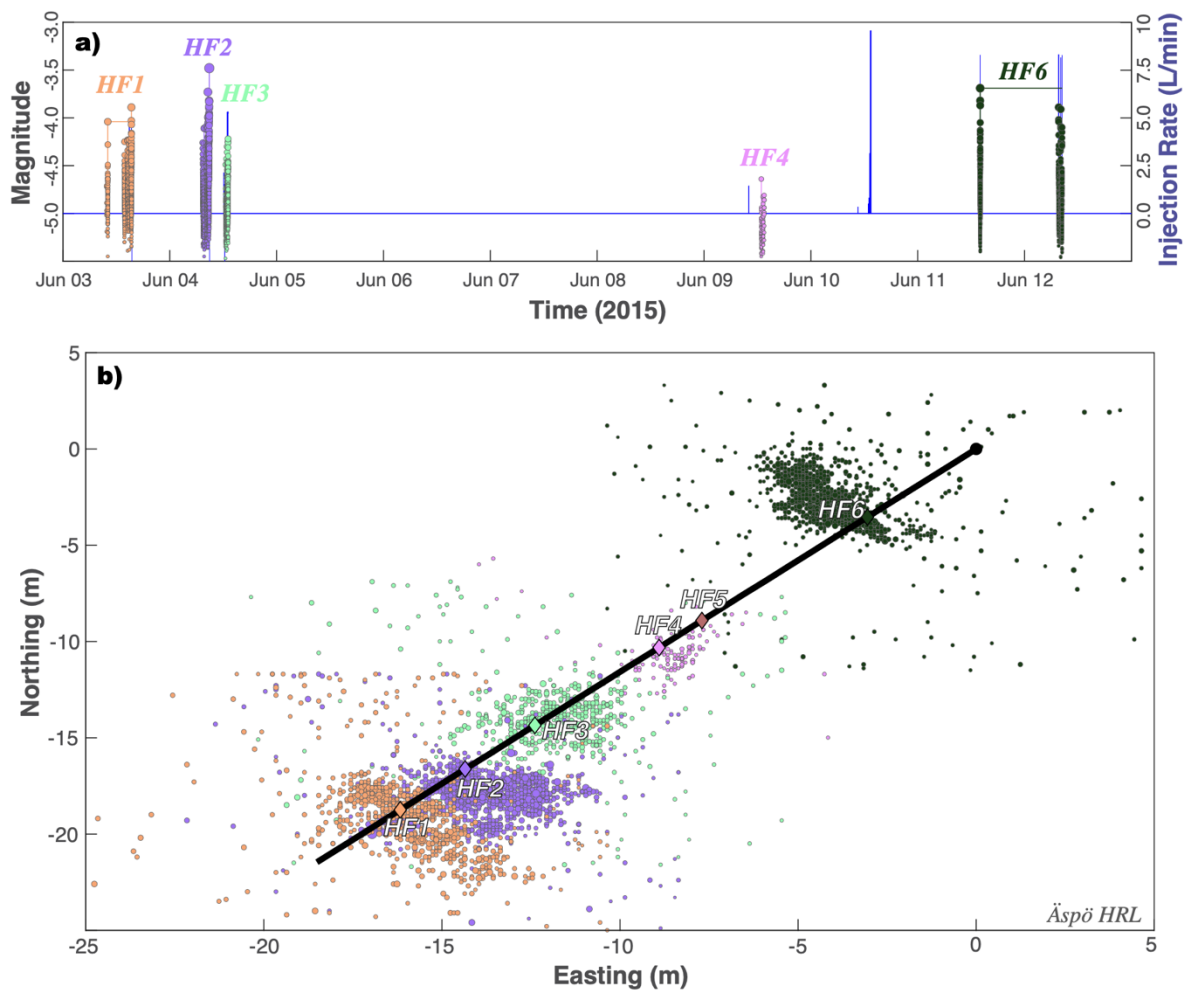 a)
HF1
HF2
HF3
HF4
HF6
Magnitude
-3.0
-3.5
-4.0
-4.5
-5.0
10
7.5
5.0
2.5
0.0
Injection Rate (L/min)
Jun 03 Jun 04 Jun 05 Jun 06 Jun 07 Jun 08 Jun 09 Jun 10 Jun 11 Jun 12
Time (2015)
b)
5
0
-5
-10
-15
-20
Northing (m)
HF6
HF5
HF4
HF3
HF2
HF1
Äspö HRL
-25 -20 -15 -10 -5 0 5
Easting (m)